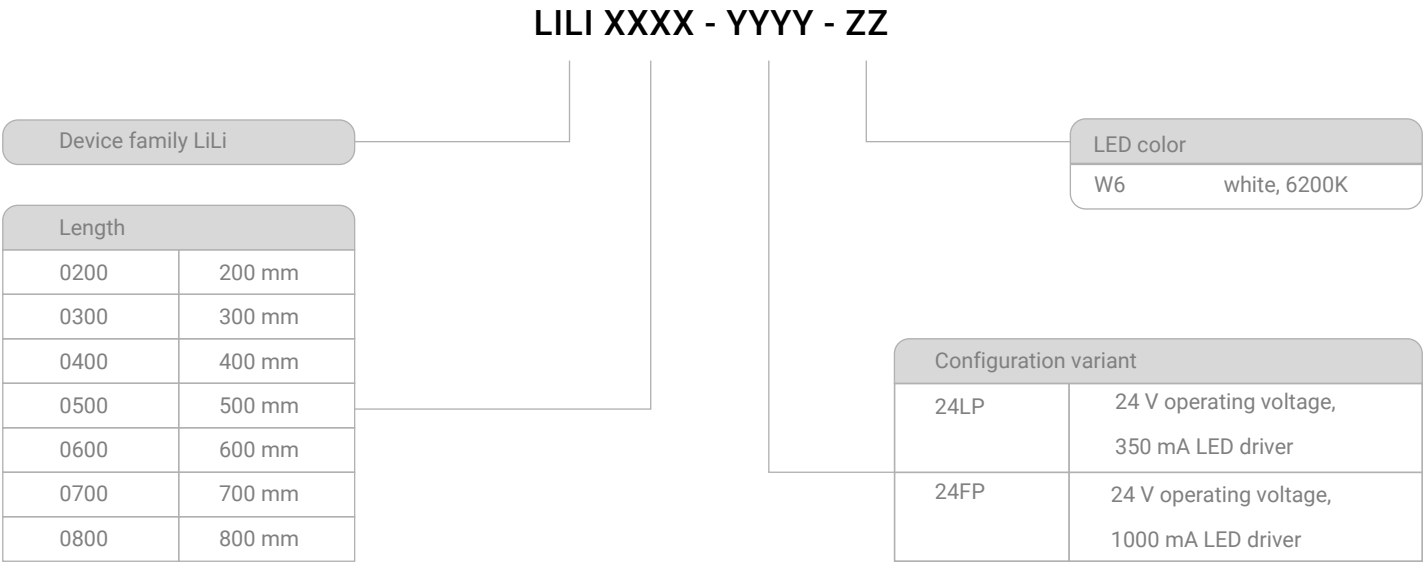 LILI XXXX - YYYY - ZZ
Device family LiLi
Length
0200 200 mm
0300 300 mm
0400 400 mm
0500 500 mm
0600 600 mm
0700 700 mm
0800 800 mm
LED color
W6 white, 6200K
Configuration variant
24LP 24 V operating voltage,
350 mA LED driver
24FP 24 V operating voltage,
1000 mA LED driver